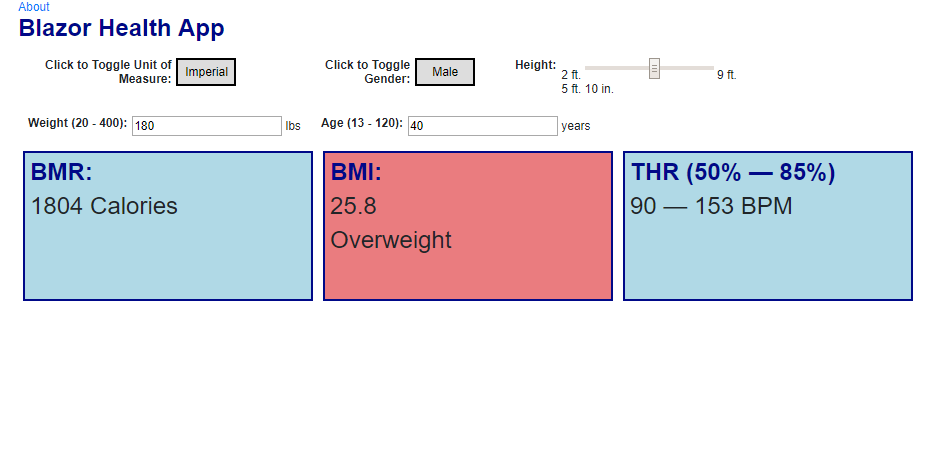 About
Blazor Health App
Click to Toggle Unit of
Measure:
Imperial
Click to Toggle
Gender:
Male
Height:
2 ft.
9 ft.
5 ft. 10 in.
Weight (20 - 400):
180
lbs
Age (13 - 120):
40
years
BMR:
1804 Calories
BMI:
25.8
Overweight
THR (50% — 85%)
90 — 153 BPM